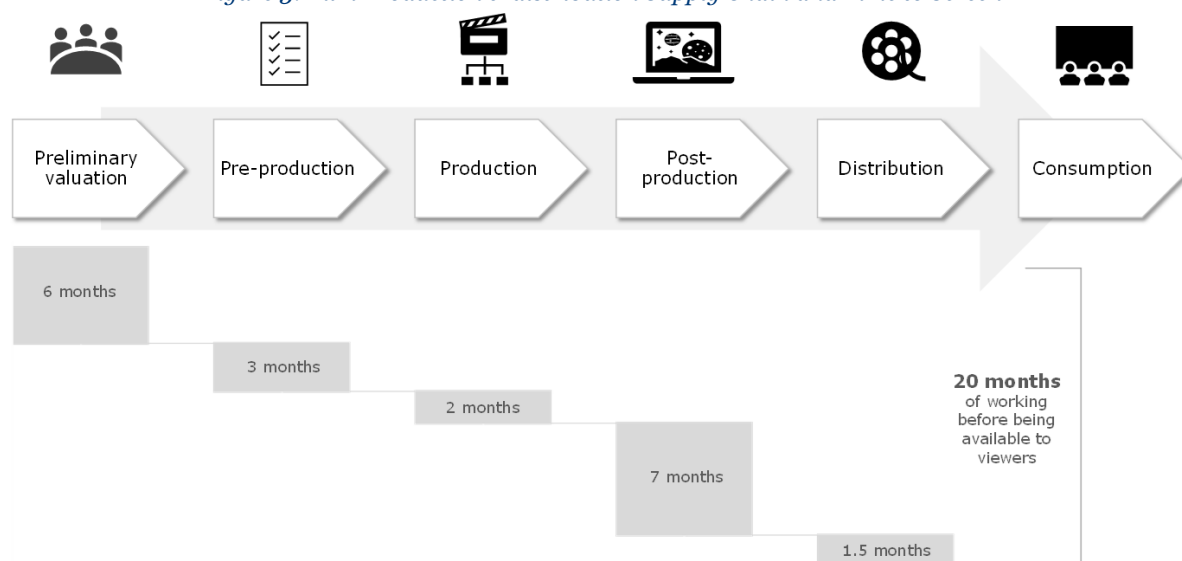 Preliminary
valuation
Pre-production
Production
Post-
production
Distribution
Consumption
6 months
3 months
2 months
7 months
1.5 months
20 months
of working
before being
available to
viewers